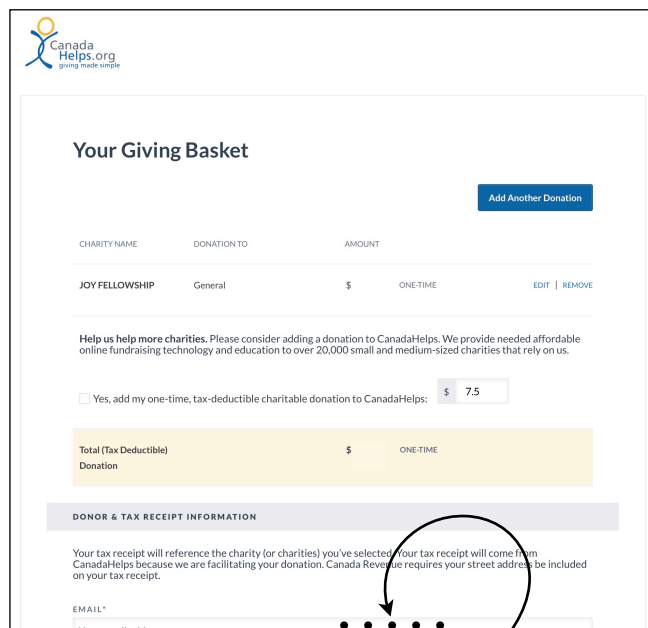 Canada
Helps.org
giving made simple
Your Giving Basket
Add Another Donation
CHARITY NAME DONATION TO AMOUNT
JOY FELLOWSHIP General $ ONE-TIME EDIT | REMOVE
Help us help more charities. Please consider adding a donation to CanadaHelps. We provide needed affordable
online fundraising technology and education to over 20,000 small and medium-sized charities that rely on us.
Yes, add my one-time, tax-deductible charitable donation to CanadaHelps: $ 7.5
Total (Tax Deductible) $ ONE-TIME
Donation
DONOR & TAX RECEIPT INFORMATION
Your tax receipt will reference the charity (or charities) you've selected. Your tax receipt will come from
CanadaHelps because we are facilitating your donation. Canada Revenue requires your street address be included
on your tax receipt.
EMAIL*